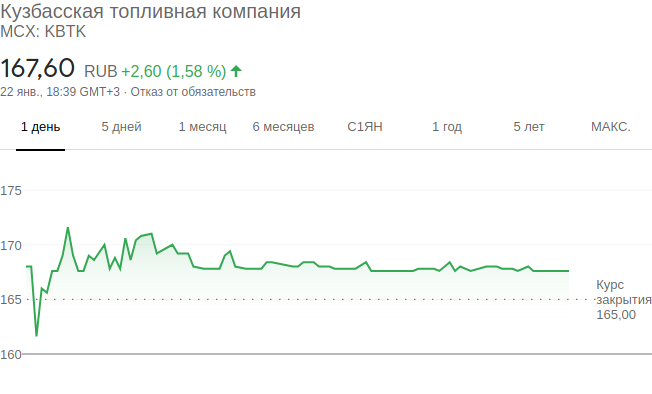 Кузбасская топливная компания
MCX: KBTK
167,60 RUB +2,60 (1,58 %)
22 янв., 18:39 GMT+3 · Отказ от обязательств
1 день 5 дней 1 месяц 6 месяцев С1ЯН 1 год 5 лет МАКС.
175
170
165
160
Курс
закрытия
165,00